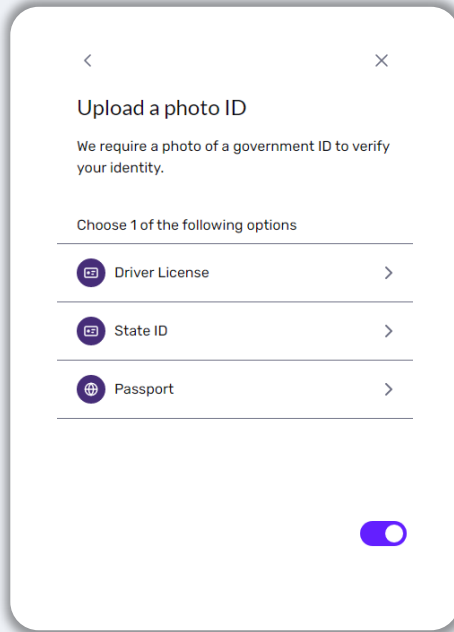 Upload a photo ID
We require a photo of a government ID to verify
your identity.
Choose 1 of the following options
Driver License
State ID
Passport